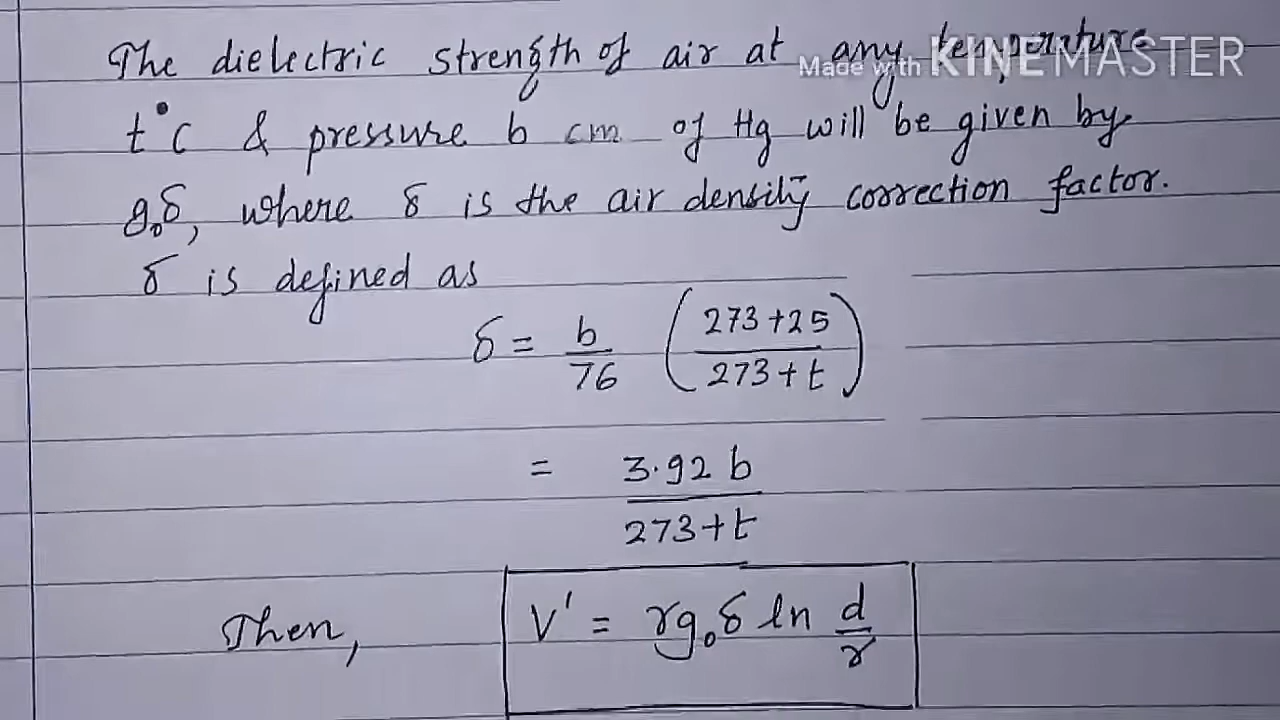 The dielectric strength of air at any temperature
Made with KINEMASTER
t°C & pressure b cm of Hg will be given by
g₀δ, where δ is the air density correction factor.
δ is defined as
δ = b/76 (273+25/273+t)
= 3.92 b/273+t
Then, V' = rg₀δ ln d/r